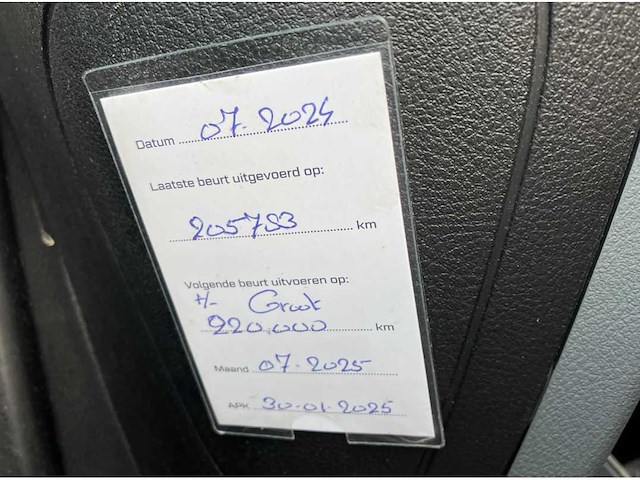 Datum 07-2024
Laatste beurt uitgevoerd op:
205783 km
Volgende beurt uitvoeren op:
+/- Groot
220.000 km
Maand 07-2025
APK 30-01-2025